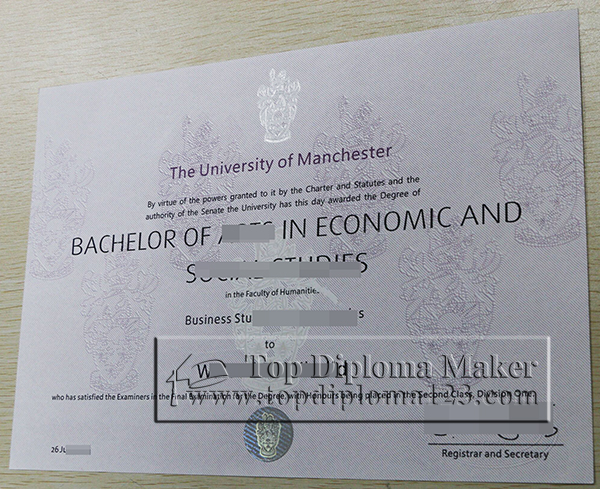 The University of Manchester
By virtue of the powers granted to it by the Charter and Statutes and the
authority of the Senate the University has this day awarded the Degree of
BACHELOR OF IN ECONOMIC AND
SOCIAL STUDIES
in the Faculty of Humanities
Business
to
W
Top Diploma Maker
www.topdiploma123.com
who has satisfied the Examiners in the Final Examination for the Degree, with Honours being placed in the Second Class, Division One
26
Registrar and Secretary